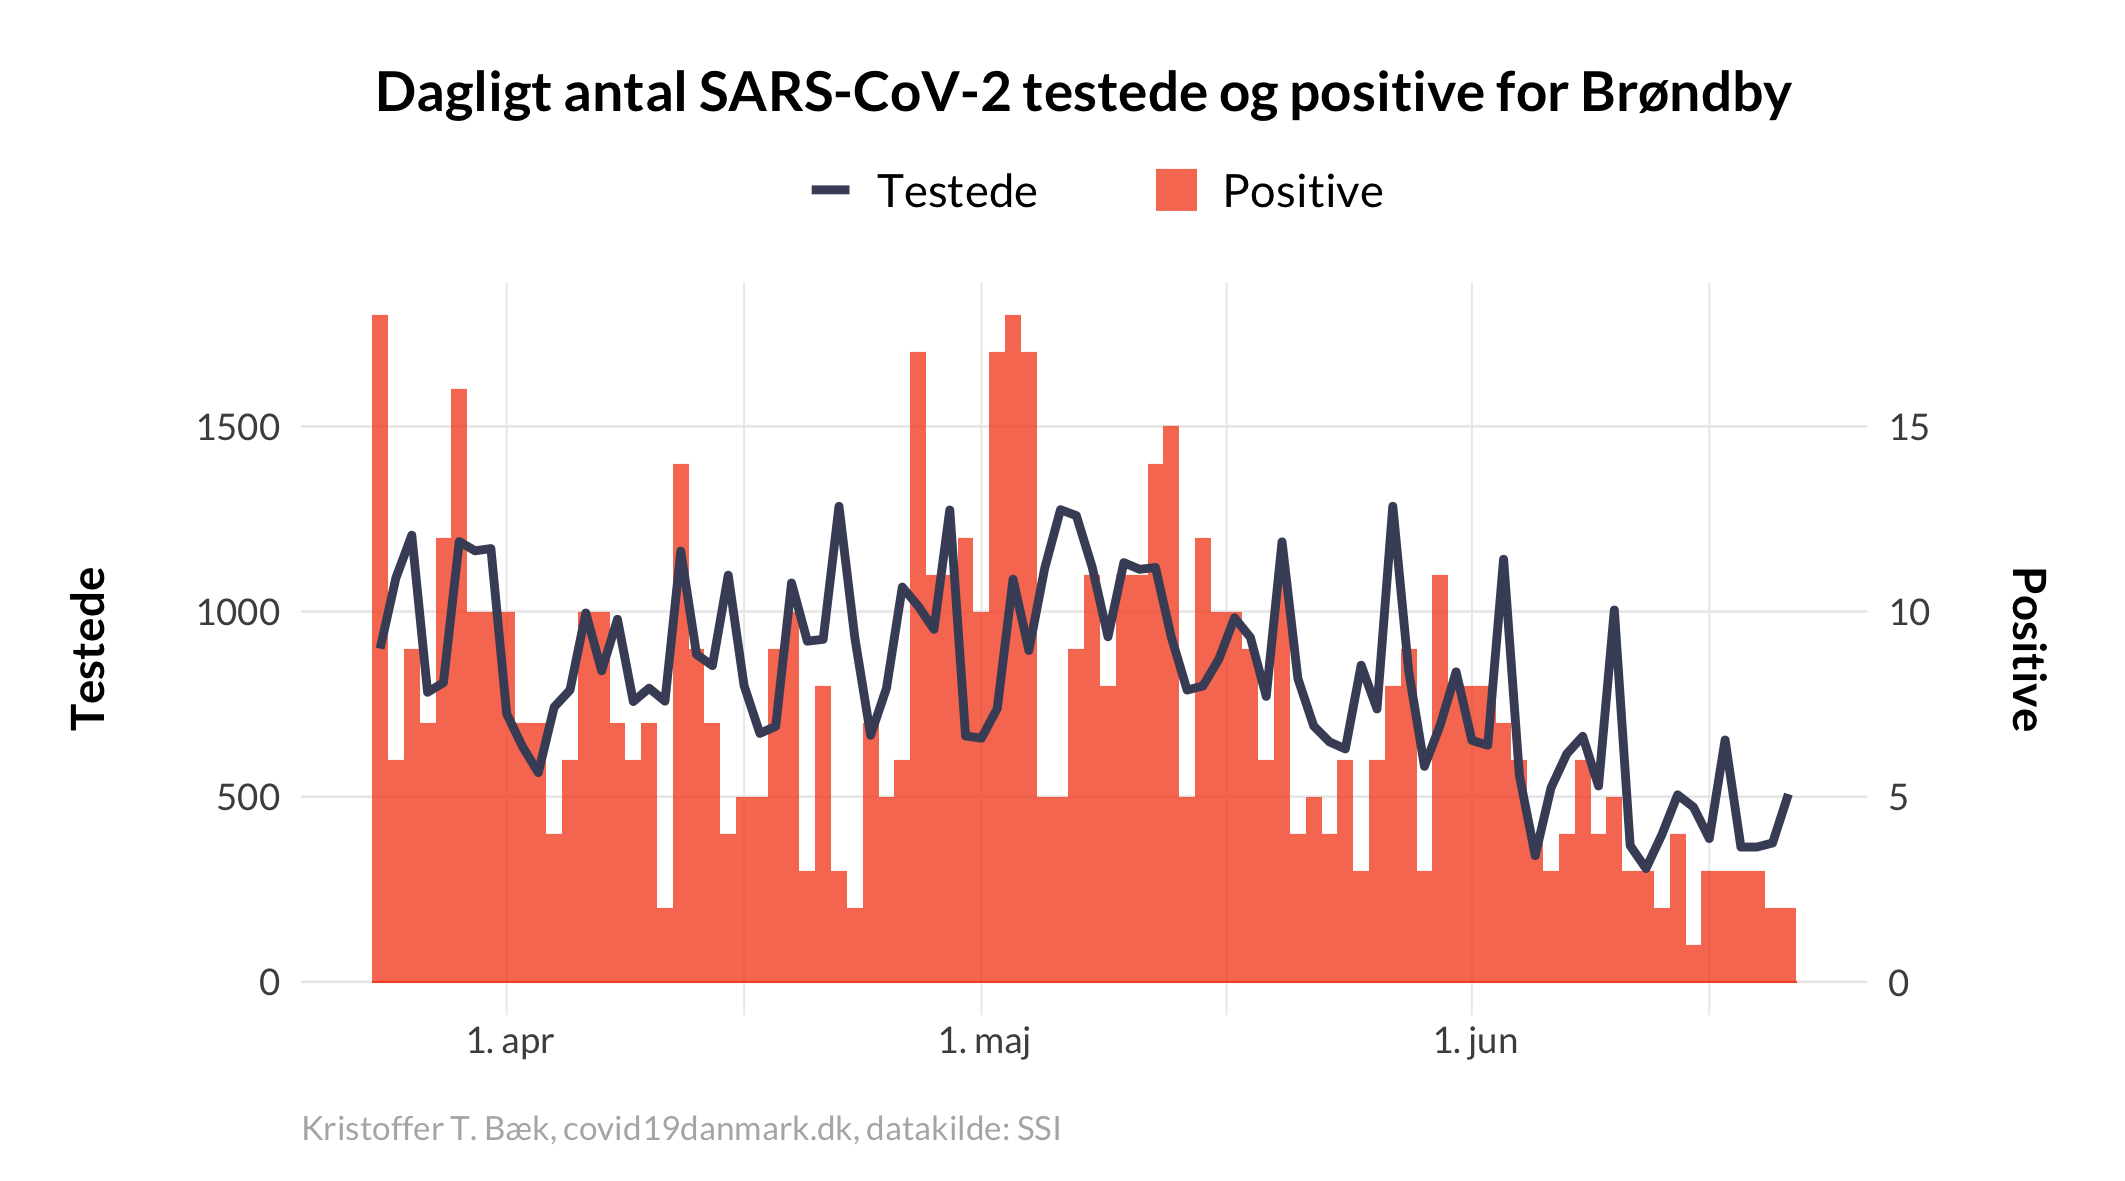 Dagligt antal SARS-CoV-2 testede og positive for Brøndby
Testede
Positive
Testede
1500
1000
500
0
15
10
5
0
Positive
1. apr
1. maj
1. jun
Kristoffer T. Bæk, covid19danmark.dk, datakilde: SSI